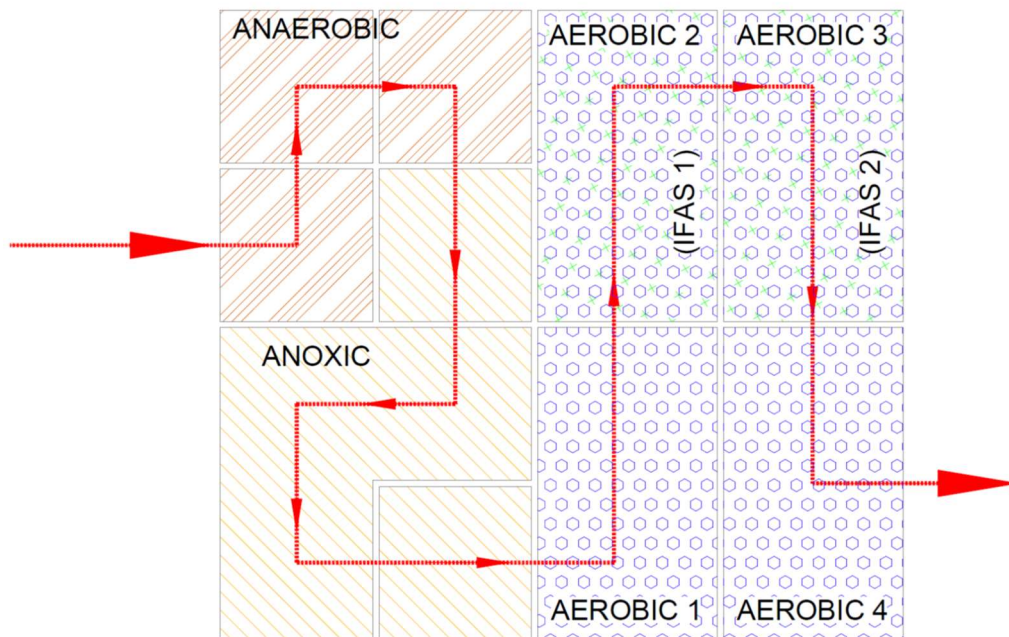 ANAEROBIC
AEROBIC 2
AEROBIC 3
(IFAS 1)
(IFAS 2)
ANOXIC
AEROBIC 1
AEROBIC 4